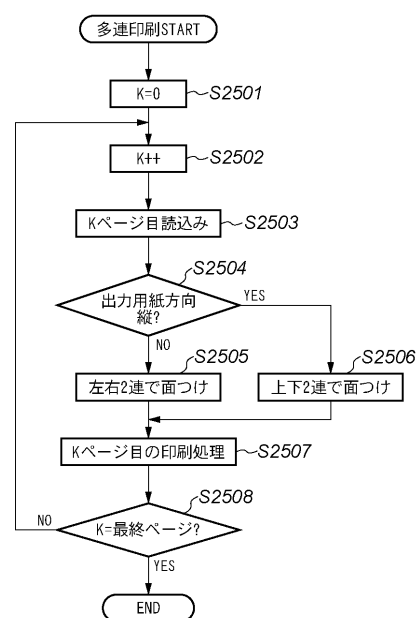 多連印刷START
K=0
S2501
K++
S2502
Kページ目読込み
S2503
S2504
出力用紙方向
縦?
YES
NO
S2505
S2506
左右2連で面つけ
上下2連で面つけ
Kページ目の印刷処理
S2507
S2508
K=最終ページ?
NO
YES
END